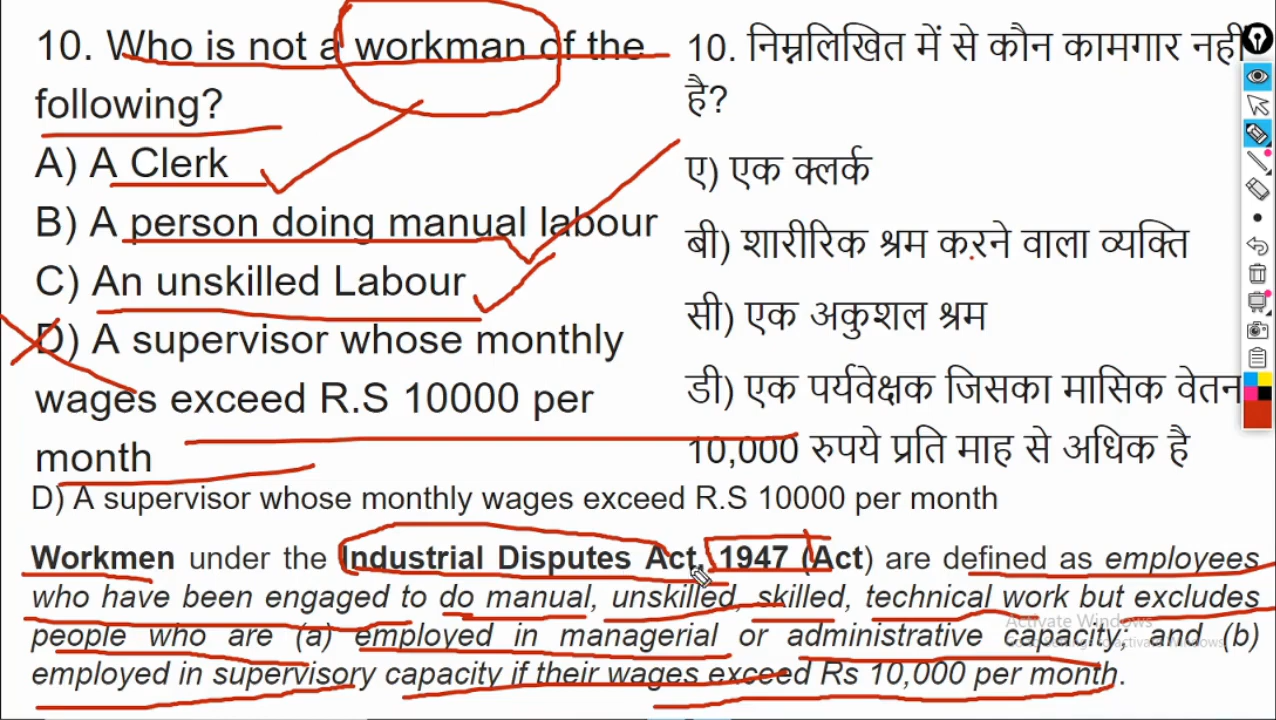 10. Who is not a workman of the
following?
A) A Clerk
B) A person doing manual labour
C) An unskilled Labour
D) A supervisor whose monthly
wages exceed R.S 10000 per
month
10. निम्नलिखित में से कौन कामगार नहीं
है?
ए) एक क्लर्क
बी) शारीरिक श्रम करने वाला व्यक्ति
सी) एक अकुशल श्रम
डी) एक पर्यवेक्षक जिसका मासिक वेतन
10,000 रुपये प्रति माह से अधिक है
D) A supervisor whose monthly wages exceed R.S 10000 per month
Workmen under the Industrial Disputes Act, 1947 (Act) are defined as employees
who have been engaged to do manual, unskilled, skilled, technical work but excludes
people who are (a) employed in managerial or administrative capacity; and (b)
employed in supervisory capacity if their wages exceed Rs 10,000 per month.
Activate Windows